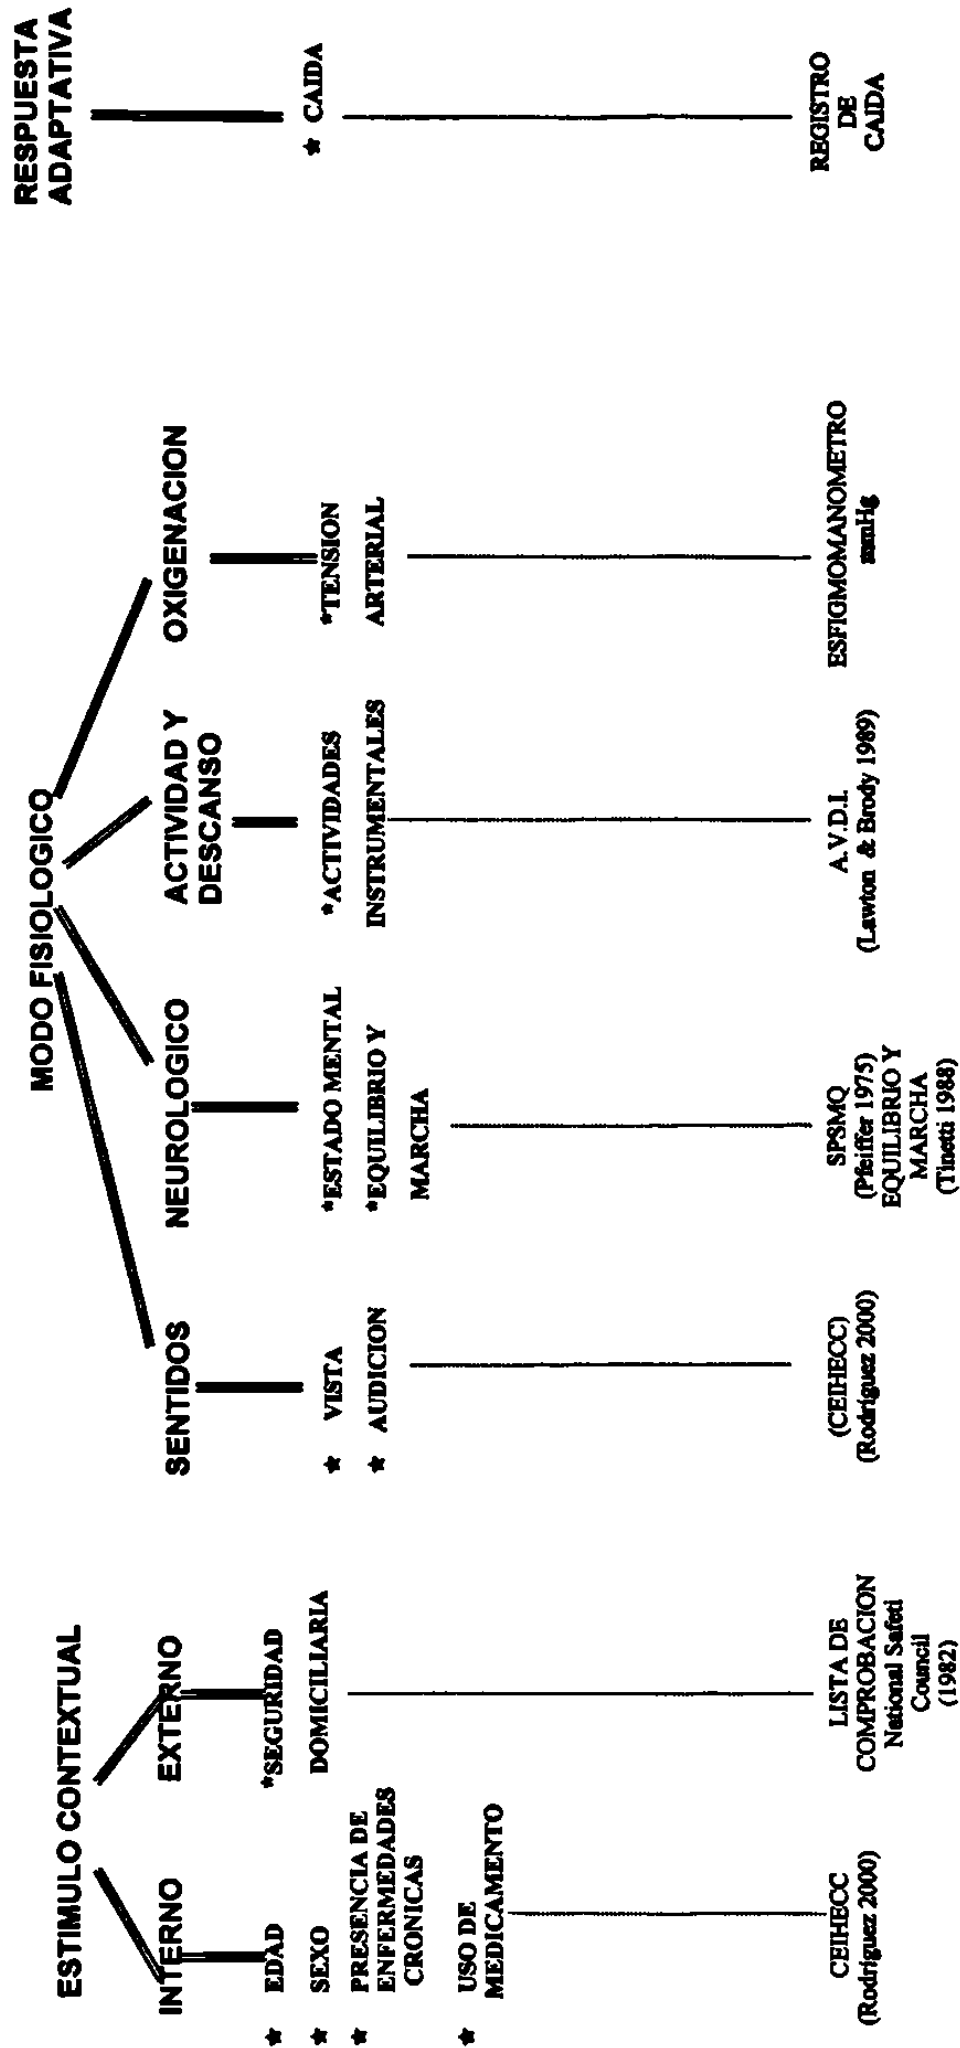 ESTIMULO CONTEXTUAL
INTERNO
★ EDAD
★ SEXO
★ PRESENCIA DE
ENFERMEDADES
CRONICAS
★ USO DE
MEDICAMENTO
CEIHECC
(Rodríguez 2000)
EXTERNO
*SEGURIDAD
DOMICILIARIA
LISTA DE
COMPROBACION
National Safeti
Council
(1982)
MODO FISIOLOGICO
SENTIDOS
★ VISTA
★ AUDICION
(CEIHECC)
(Rodríguez 2000)
NEUROLOGICO
*ESTADO MENTAL
*EQUILIBRIO Y
MARCHA
SPSMQ
(Pfeiffer 1975)
EQUILIBRIO Y
MARCHA
(Tinetti 1988)
ACTIVIDAD Y
DESCANSO
*ACTIVIDADES
INSTRUMENTALES
A.V.D.I.
(Lawton & Brody 1989)
OXIGENACION
*TENSION
ARTERIAL
ESFIGMOMANOMETRO
mmHg
RESPUESTA
ADAPTATIVA
★ CAIDA
REGISTRO
DE
CAIDA